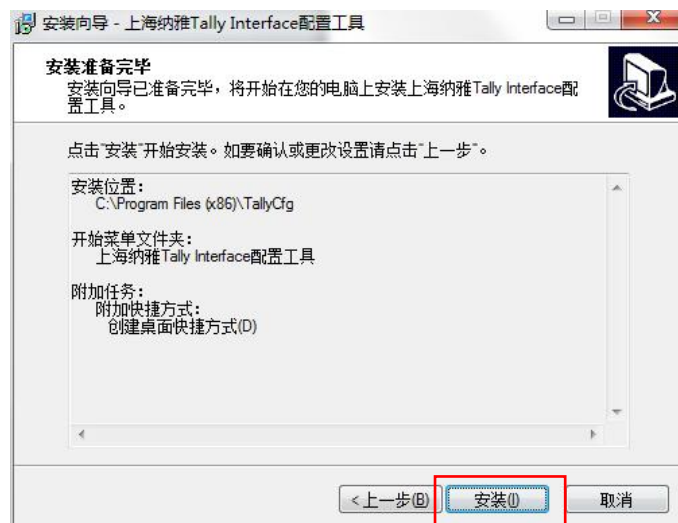 安装向导 - 上海纳雅Tally Interface配置工具
安装准备完毕
安装向导已准备完毕，将开始在您的电脑上安装上海纳雅Tally Interface配
置工具。
点击"安装"开始安装。如要确认或更改设置请点击"上一步"。
安装位置：
C:\Program Files (x86)\TallyCfg
开始菜单文件夹：
上海纳雅Tally Interface配置工具
附加任务：
附加快捷方式：
创建桌面快捷方式(D)
<上一步(B)
安装(I)
取消